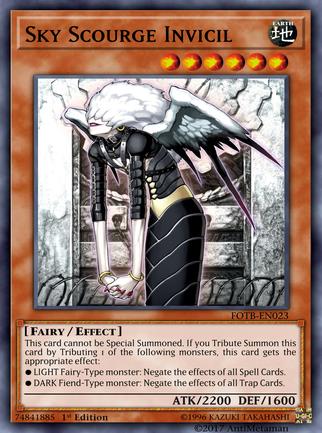 SKY SCOURGE INVICIL
EARTH
地
FOTB-EN023
[ FAIRY / EFFECT ]
This card cannot be Special Summoned. If you Tribute Summon this
card by Tributing 1 of the following monsters, this card gets the
appropriate effect:
● LIGHT Fairy-Type monster: Negate the effects of all Spell Cards.
● DARK Fiend-Type monster: Negate the effects of all Trap Cards.
ATK/2200 DEF/1600
74841885 1st Edition ©1996 KAZUKI TAKAHASHI
©2017 AntiMetaman